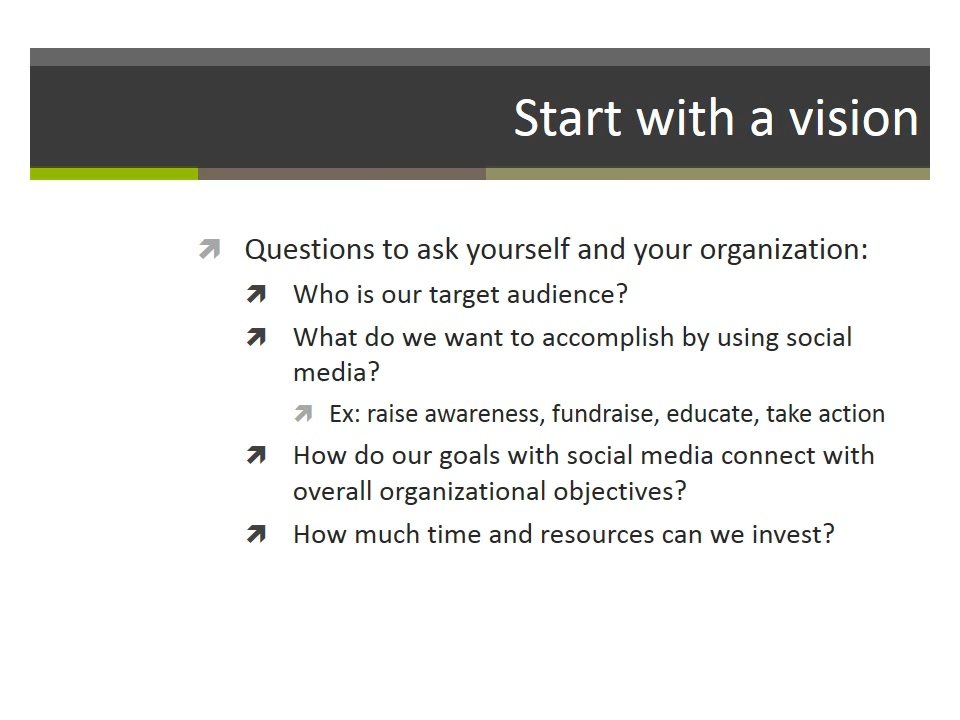 Start with a vision
Questions to ask yourself and your organization:
Who is our target audience?
What do we want to accomplish by using social
media?
Ex: raise awareness, fundraise, educate, take action
How do our goals with social media connect with
overall organizational objectives?
How much time and resources can we invest?